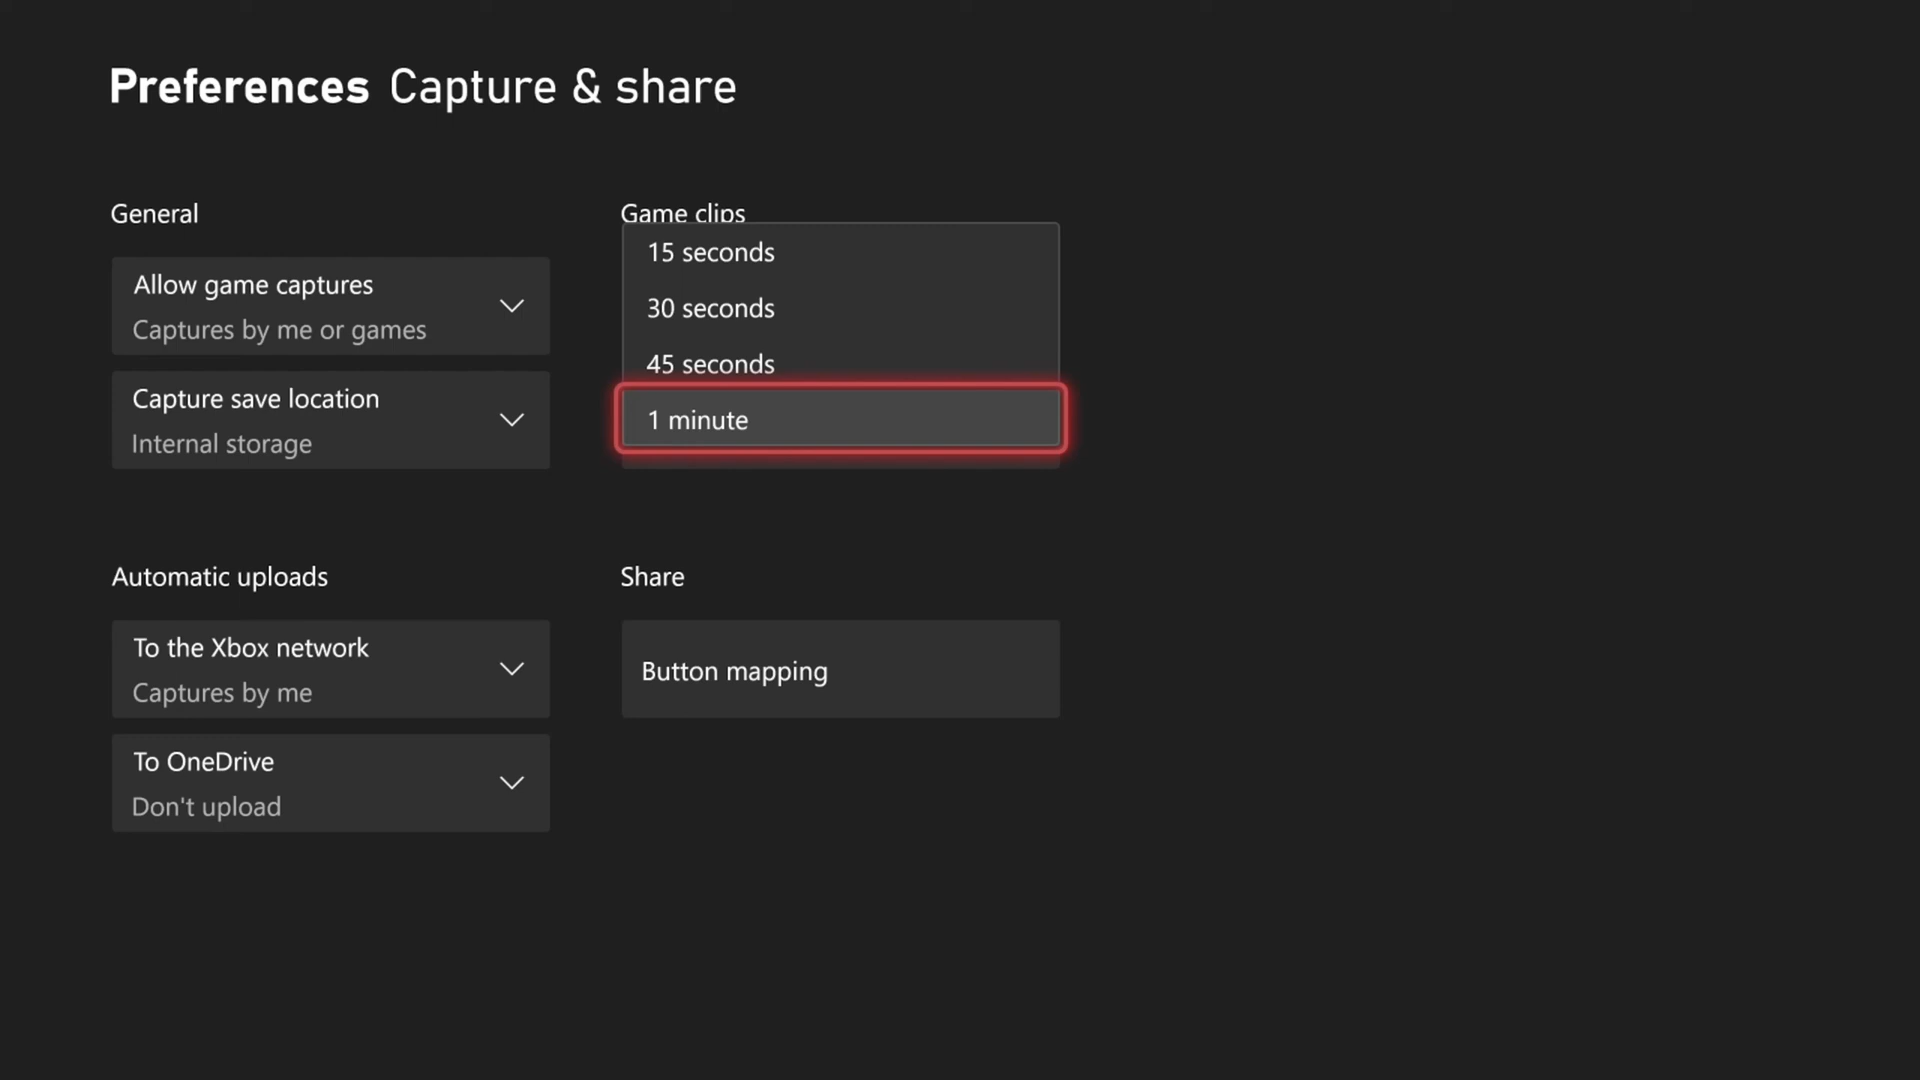 Preferences Capture & share
General
Allow game captures
Captures by me or games
Capture save location
Internal storage
Game clips
15 seconds
30 seconds
45 seconds
1 minute
Automatic uploads
To the Xbox network
Captures by me
To OneDrive
Don't upload
Share
Button mapping